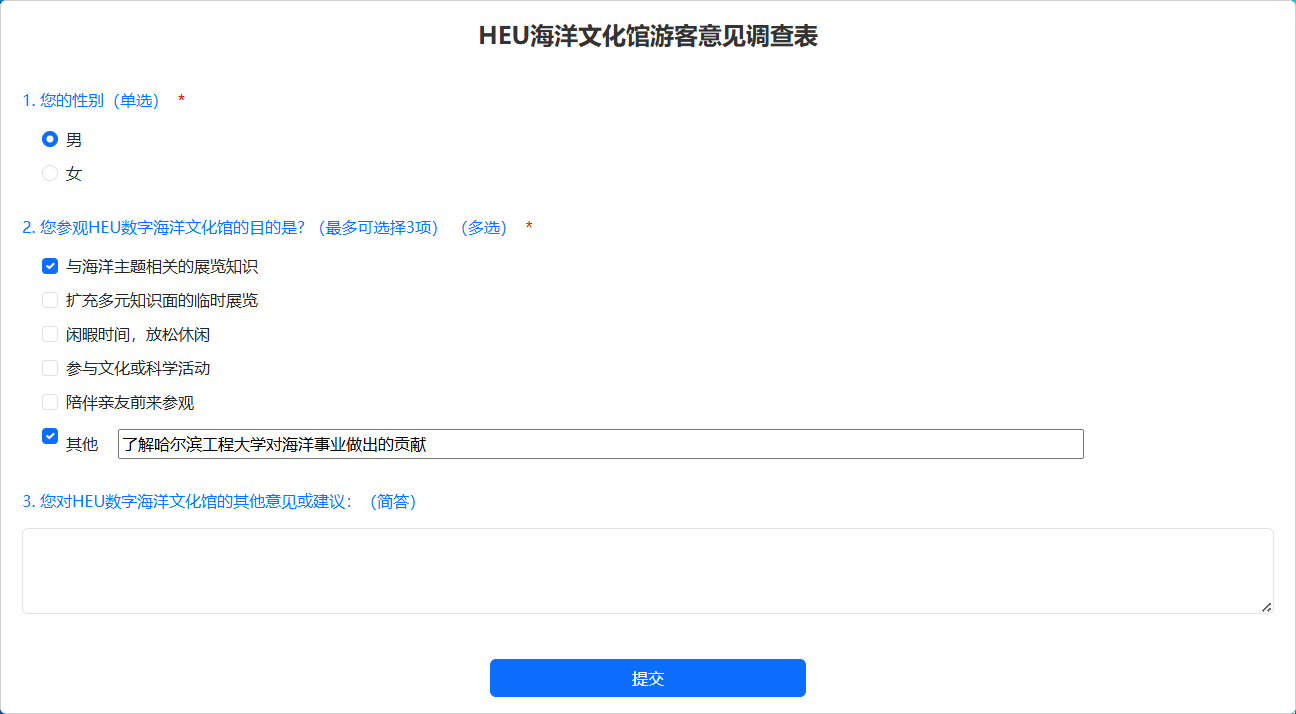 HEU海洋文化馆游客意见调查表
1. 您的性别（单选） *
男
女
2. 您参观HEU数字海洋文化馆的目的是？（最多可选择3项）（多选） *
与海洋主题相关的展览知识
扩充多元知识面的临时展览
闲暇时间，放松休闲
参与文化或科学活动
陪伴亲友前来参观
其他 了解哈尔滨工程大学对海洋事业做出的贡献
3. 您对HEU数字海洋文化馆的其他意见或建议：（简答）
提交